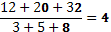 12 + 20 + 32
3 + 5 + 8
= 4